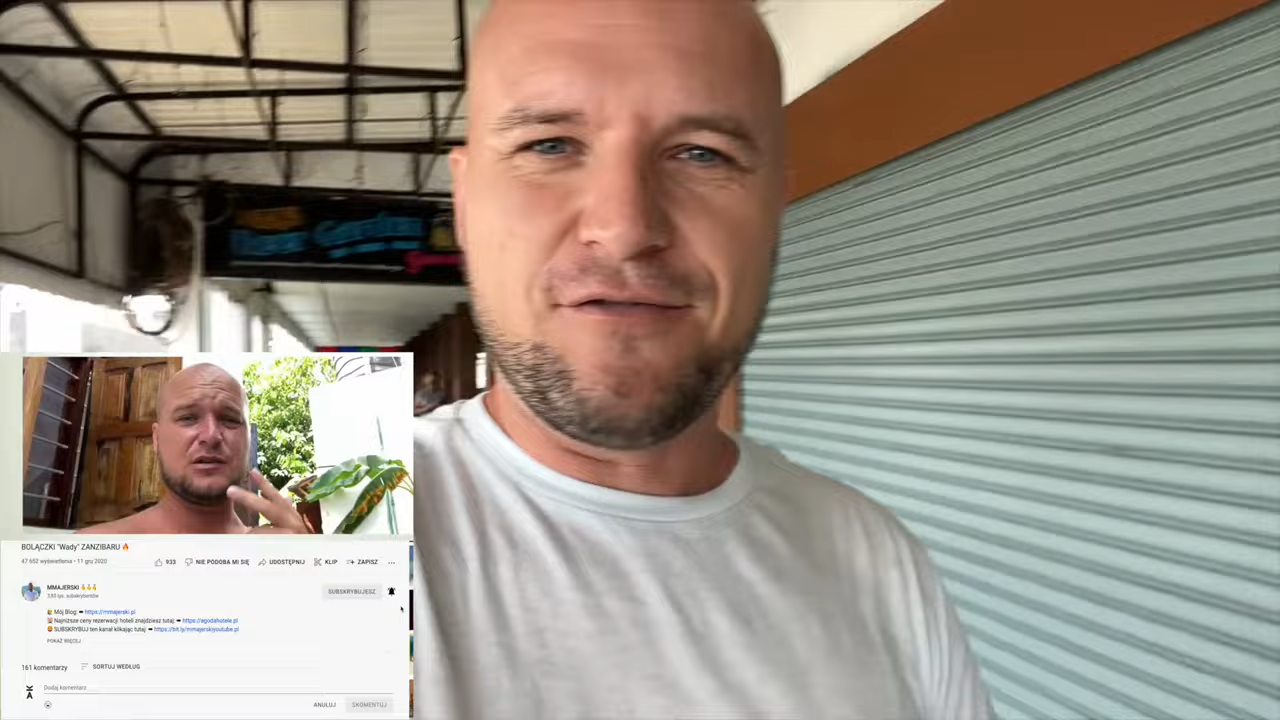 BOLĄCZKI "Wady" ZANZIBARU 🔥
47 652 wyświetlenia • 11 gru 2020
933 NIE PODOBA MI SIĘ UDOSTĘPNIJ KLIP ZAPISZ ...
MMAJERSKI
SUBSKRYBUJESZ
Mój Blog: ➡ https://mmajerski.pl
Najniższe ceny rezerwacji hoteli znajdziesz tutaj: ➡ https://agodahotele.pl
SUBSKRYBUJ ten kanał klikając tutaj: ➡ https://bit.ly/mmajerskiyoutube.pl
POKAŻ WIĘCEJ
161 komentarzy SORTUJ WEDŁUG
Dodaj komentarz...
ANULUJ SKOMENTUJ